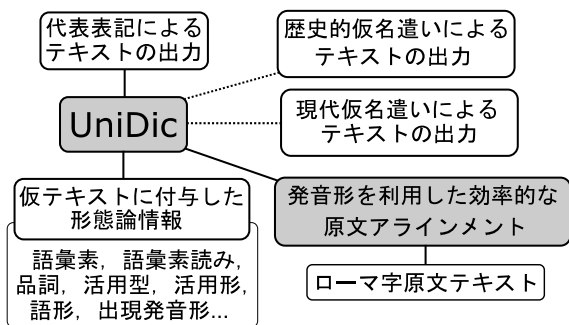 代表表記による
テキストの出力
歴史的仮名遣いによる
テキストの出力
UniDic
現代仮名遣いによる
テキストの出力
仮テキストに付与した
形態論情報
発音形を利用した効率的な
原文アラインメント
語彙素, 語彙素読み,
品詞, 活用型, 活用形,
語形, 出現発音形...
ローマ字原文テキスト